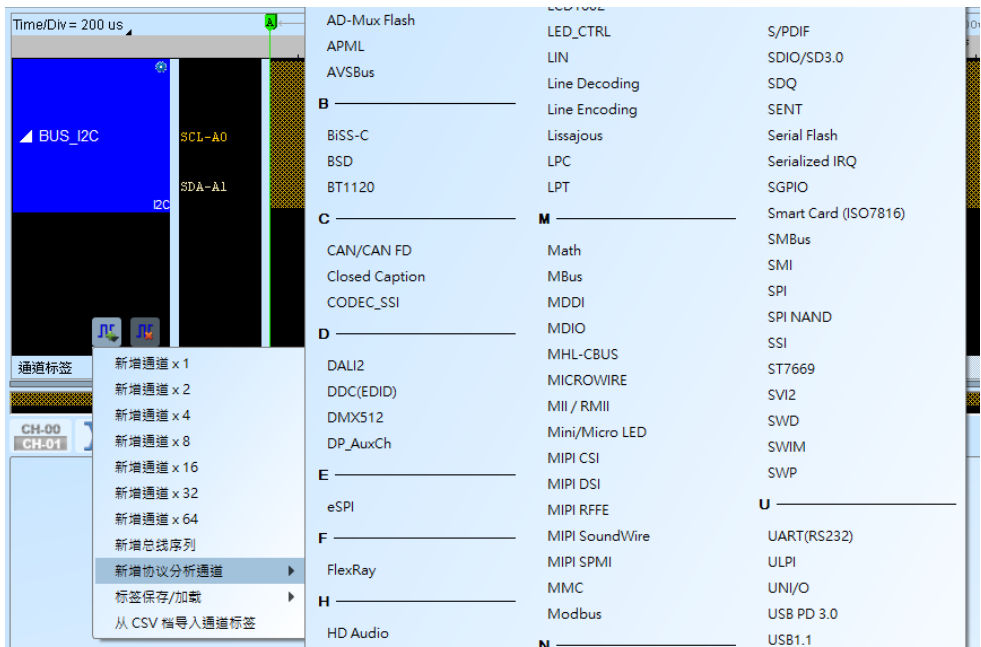 Time/Div = 200 us
A
BUS_I2C
I2C
SCL-A0
SDA-A1
通道标签
CH-00
CH-01
新增通道 x 1
新增通道 x 2
新增通道 x 4
新增通道 x 8
新增通道 x 16
新增通道 x 32
新增通道 x 64
新增总线序列
新增协议分析通道
标签保存/加载
从 CSV 档导入通道标签
AD-Mux Flash
APML
AVSBus
B
BiSS-C
BSD
BT1120
C
CAN/CAN FD
Closed Caption
CODEC_SSI
D
DALI2
DDC(EDID)
DMX512
DP_AuxCh
E
eSPI
F
FlexRay
H
HD Audio
LED_CTRL
LIN
Line Decoding
Line Encoding
Lissajous
LPC
LPT
M
Math
MBus
MDDI
MDIO
MHL-CBUS
MICROWIRE
MII / RMII
Mini/Micro LED
MIPI CSI
MIPI DSI
MIPI RFFE
MIPI SoundWire
MIPI SPMI
MMC
Modbus
N
S/PDIF
SDIO/SD3.0
SDQ
SENT
Serial Flash
Serialized IRQ
SGPIO
Smart Card (ISO7816)
SMBus
SMI
SPI
SPI NAND
SSI
ST7669
SVI2
SWD
SWIM
SWP
U
UART(RS232)
ULPI
UNI/O
USB PD 3.0
USB1.1